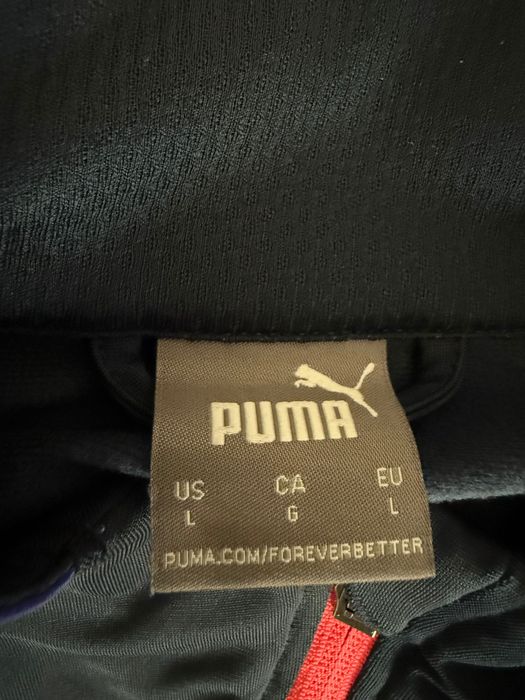 PUMA
US CA EU
L G L
PUMA.COM/FOREVERBETTER